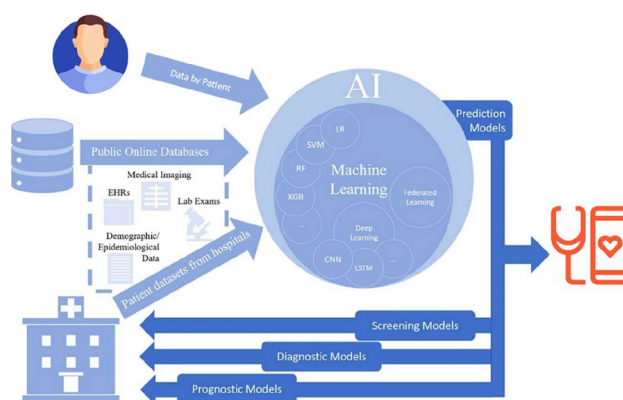 Data by Patient
AI
Prediction
Models
LR
SVM
Public Online Databases
Machine
Learning
RF
Medical Imaging
EHRs
XGB
Federated
Learning
Lab Exams
...
Deep
Learning
Demographic/
Epidemiological
Data
CNN
LSTM
...
Patient datasets from hospitals
Screening Models
Diagnostic Models
Prognostic Models